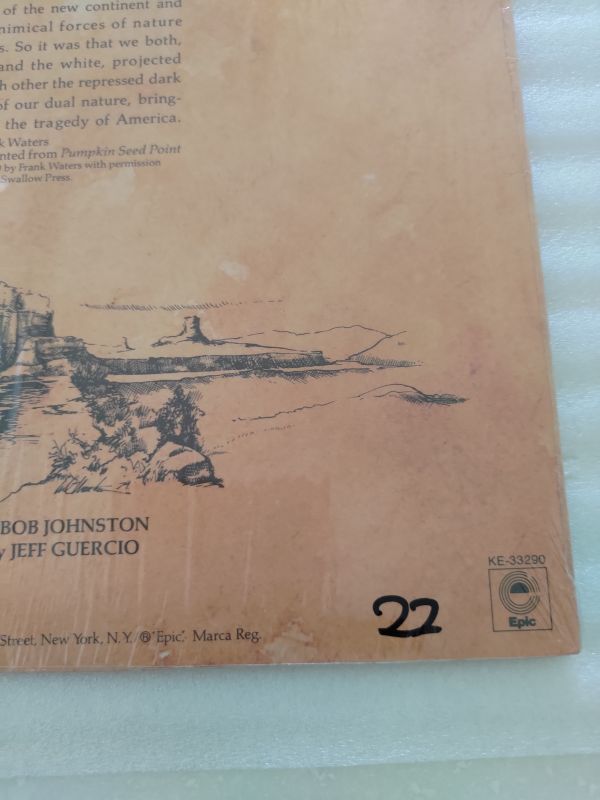 of the new continent and
nimical forces of nature
s. So it was that we both,
and the white, projected
h other the repressed dark
of our dual nature, bring-
the tragedy of America.
k Waters
nted from Pumpkin Seed Point
by Frank Waters with permission
Swallow Press.
BOB JOHNSTON
y JEFF GUERCIO
KE-33290
Epic
22
Street, New York, N.Y./® "Epic," Marca Reg.